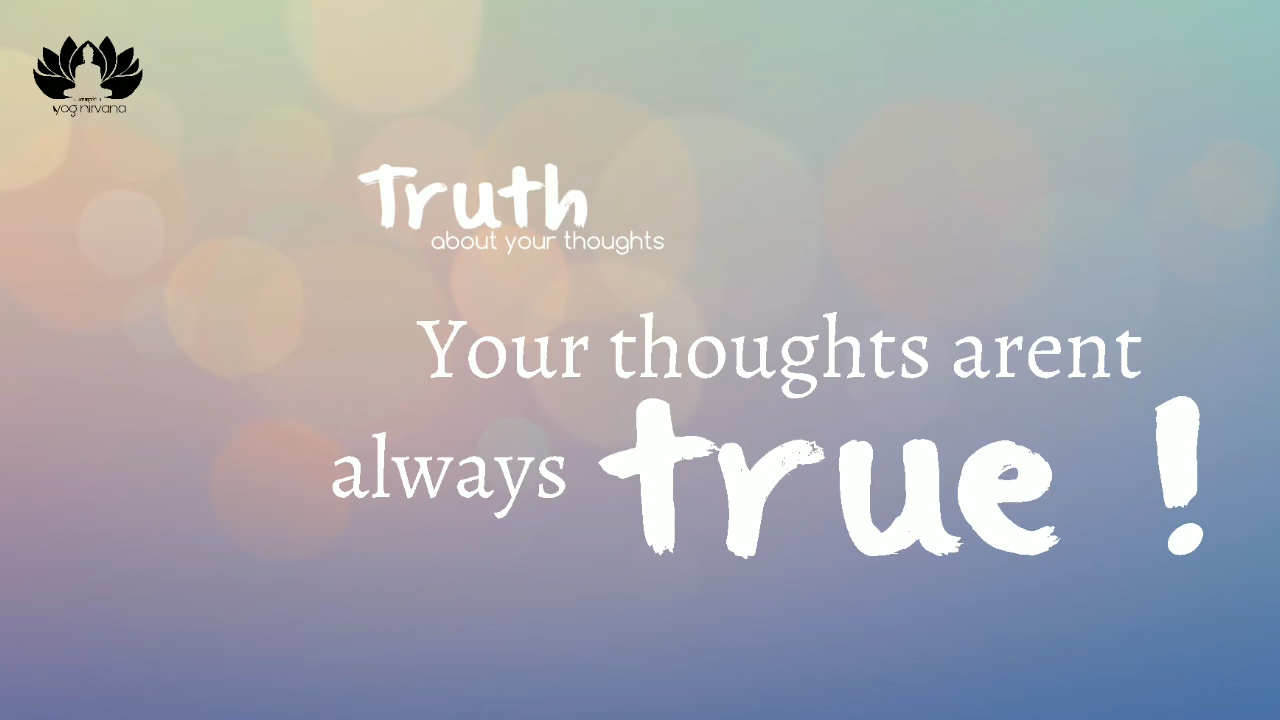 yog nirvana
Truth
about your thoughts
Your thoughts arent
always true !